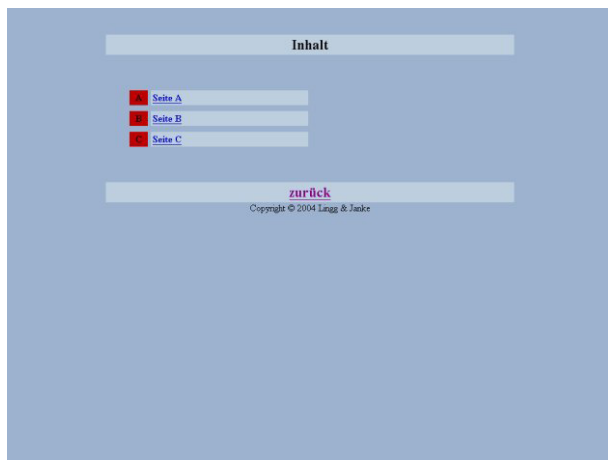 Inhalt
A Seite A
B Seite B
C Seite C
zurück
Copyright © 2004 Lingg & Janke